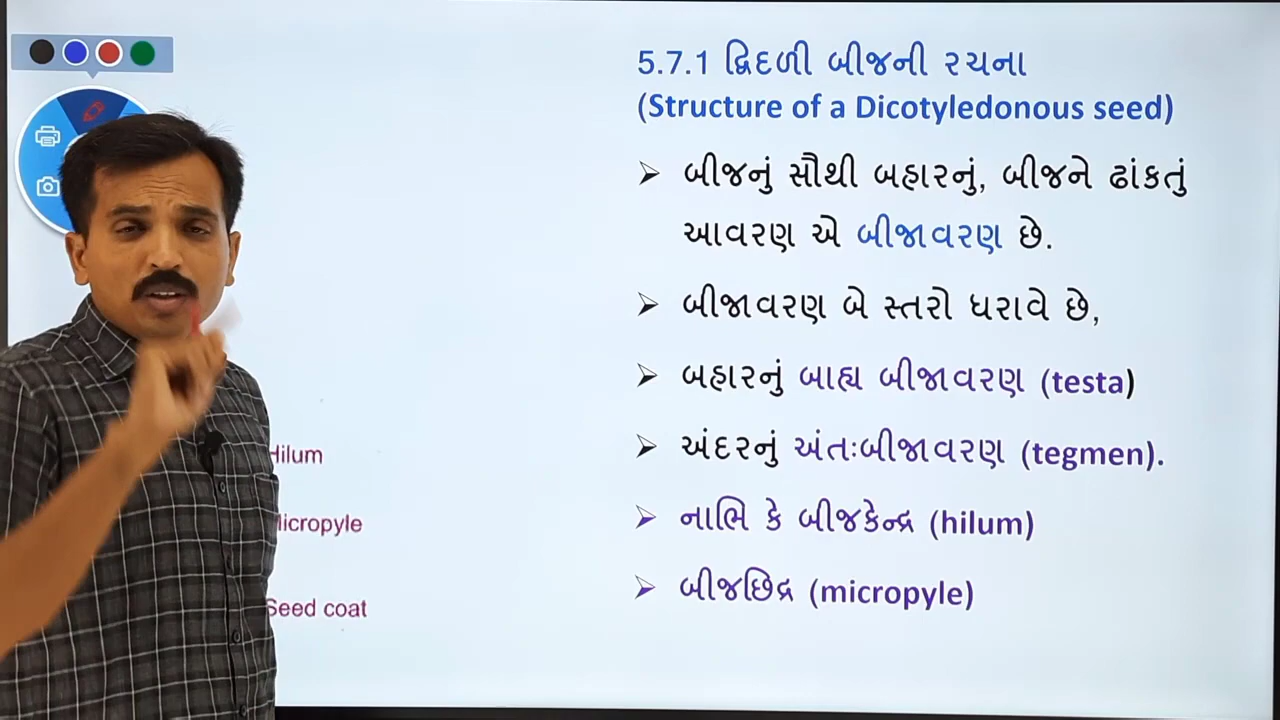 5.7.1 દ્વિદળી બીજની રચના
(Structure of a Dicotyledonous seed)
➢ બીજનું સૌથી બહારનું, બીજને ઢાંકતું
આવરણ એ બીજાવરણ છે.
➢ બીજાવરણ બે સ્તરો ધરાવે છે,
➢ બહારનું બાહ્ય બીજાવરણ (testa)
➢ અંદરનું અંતઃબીજાવરણ (tegmen).
➢ નાભિ કે બીજકેન્દ્ર (hilum)
➢ બીજછિદ્ર (micropyle)
Hilum
Micropyle
Seed coat